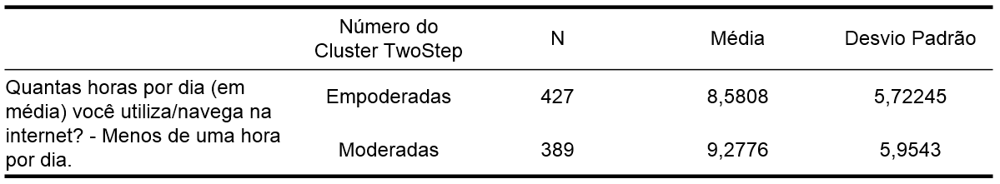 Número do
Cluster TwoStep
N
Média
Desvio Padrão
Quantas horas por dia (em
média) você utiliza/navega na
internet? - Menos de uma hora
por dia.
Empoderadas
427
8,5808
5,72245
Moderadas
389
9,2776
5,9543